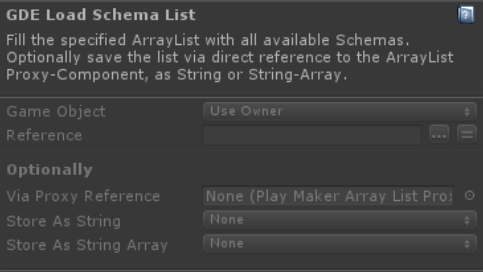 GDE Load Schema List
Fill the specified ArrayList with all available Schemas.
Optionally save the list via direct reference to the ArrayList
Proxy-Component, as String or String-Array.
Game Object Use Owner
Reference ... =
Optionally
Via Proxy Reference None (Play Maker Array List Prox
Store As String None
Store As String Array None